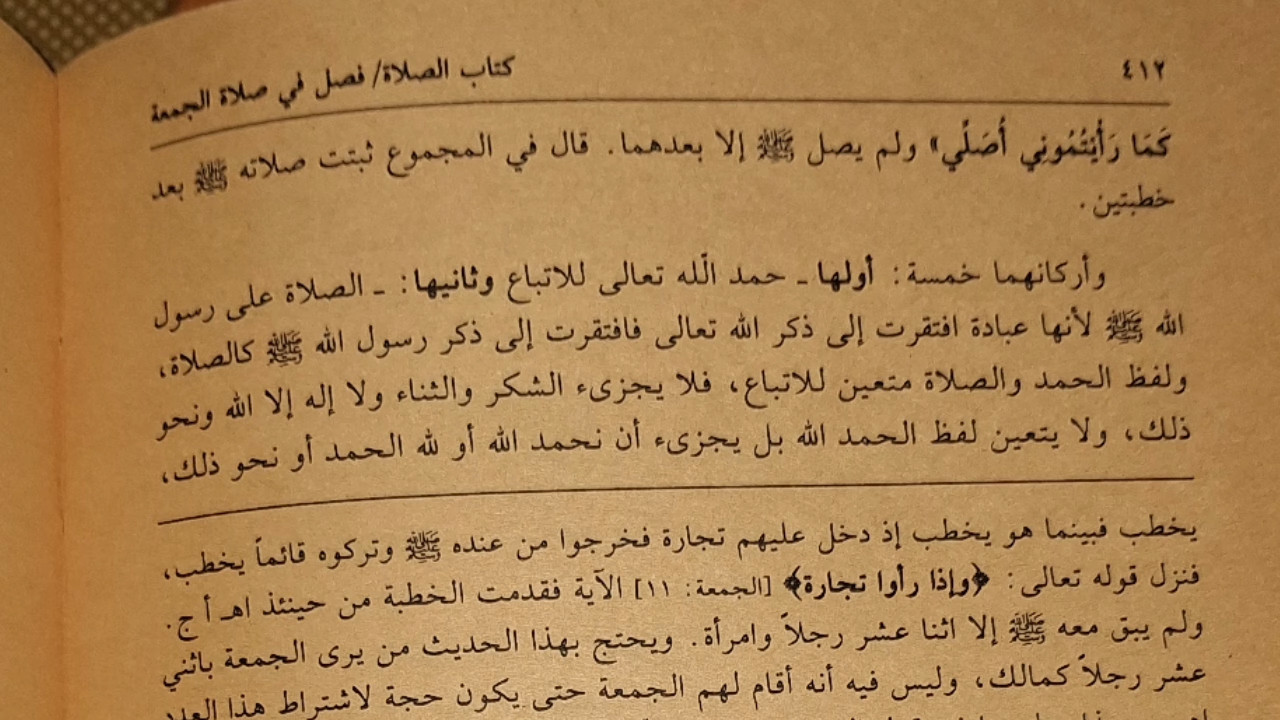 ٤١٢
كتاب الصلاة/ فصل في صلاة الجمعة
كَمَا رَأَيْتُمُونِي أُصَلِّي» ولم يصل ﷺ إلا بعدهما. قال في المجموع ثبتت صلاته ﷺ بعد
خطبتين.
وأركانهما خمسة: أولها ـ حمد الله تعالى للاتباع وثانيها: ـ الصلاة على رسول
الله ﷺ لأنها عبادة افتقرت إلى ذكر الله تعالى فافتقرت إلى ذكر رسول الله ﷺ كالصلاة،
ولفظ الحمد والصلاة متعين للاتباع، فلا يجزىء الشكر والثناء ولا إله إلا الله ونحو
ذلك، ولا يتعين لفظ الحمد الله بل يجزىء أن نحمد الله أو لله الحمد أو نحو ذلك،
يخطب فبينما هو يخطب إذ دخل عليهم تجارة فخرجوا من عنده ﷺ وتركوه قائماً يخطب،
فنزل قوله تعالى: ﴿وإذا رأوا تجارة﴾ [الجمعة: ١١] الآية فقدمت الخطبة من حينئذ اهـ أ ج.
ولم يبق معه ﷺ إلا اثنا عشر رجلاً وامرأة. ويحتج بهذا الحديث من يرى الجمعة باثني
عشر رجلاً كمالك، وليس فيه أنه أقام لهم الجمعة حتى يكون حجة لاشتراط هذا